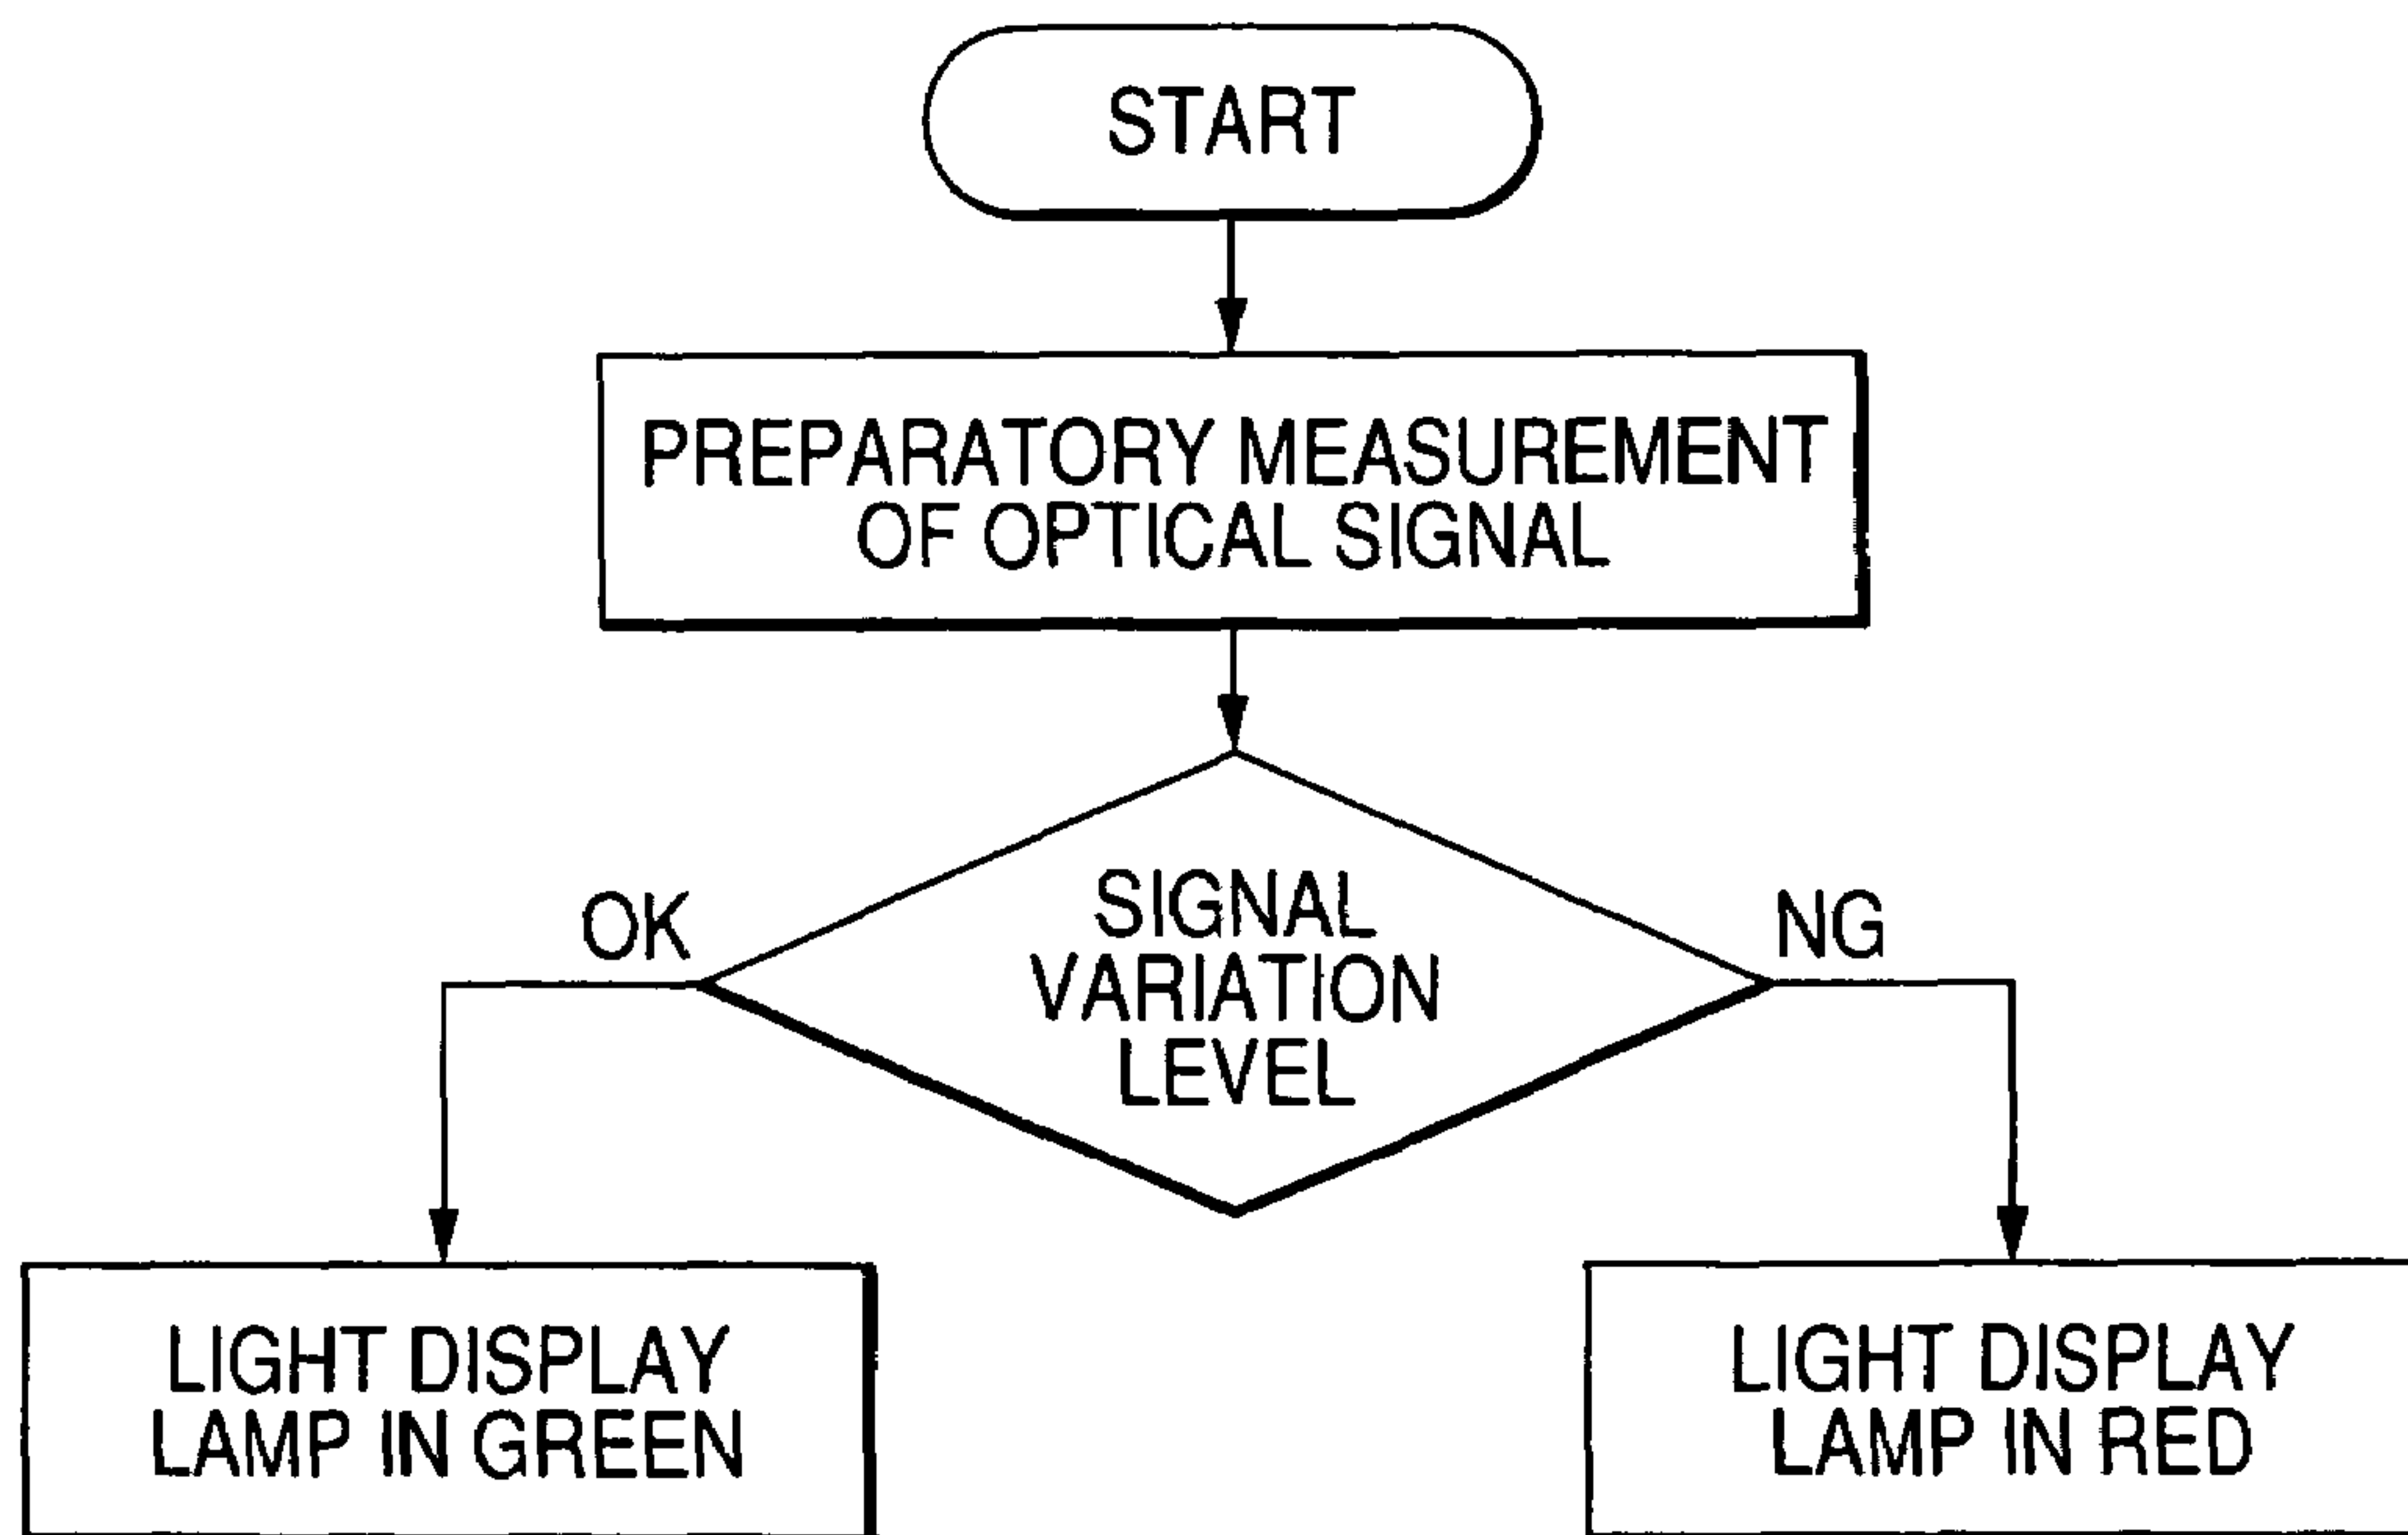 START
PREPARATORY MEASUREMENT
OF OPTICAL SIGNAL
SIGNAL
VARIATION
LEVEL
OK
NG
LIGHT DISPLAY
LAMP IN GREEN
LIGHT DISPLAY
LAMP IN RED